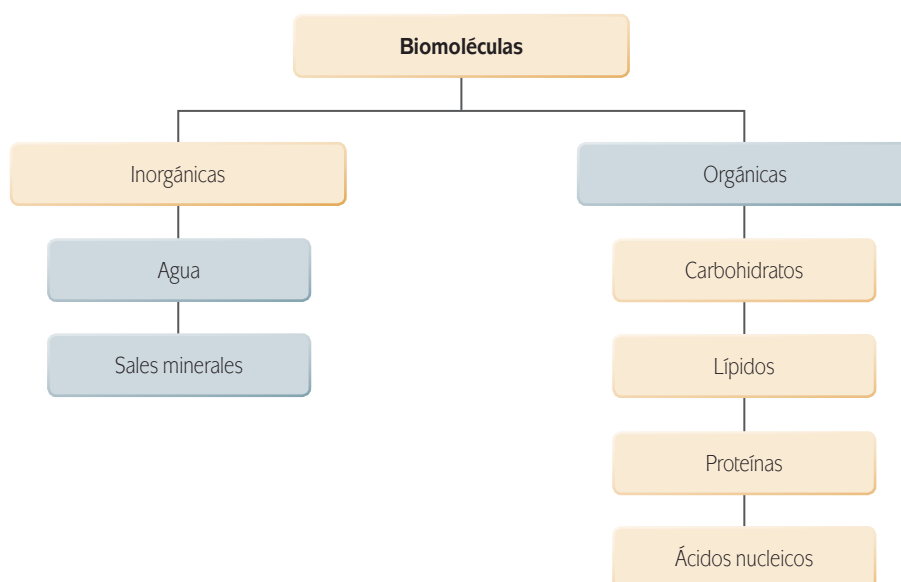 Biomoléculas
Inorgánicas
Orgánicas
Agua
Carbohidratos
Sales minerales
Lípidos
Proteínas
Ácidos nucleicos